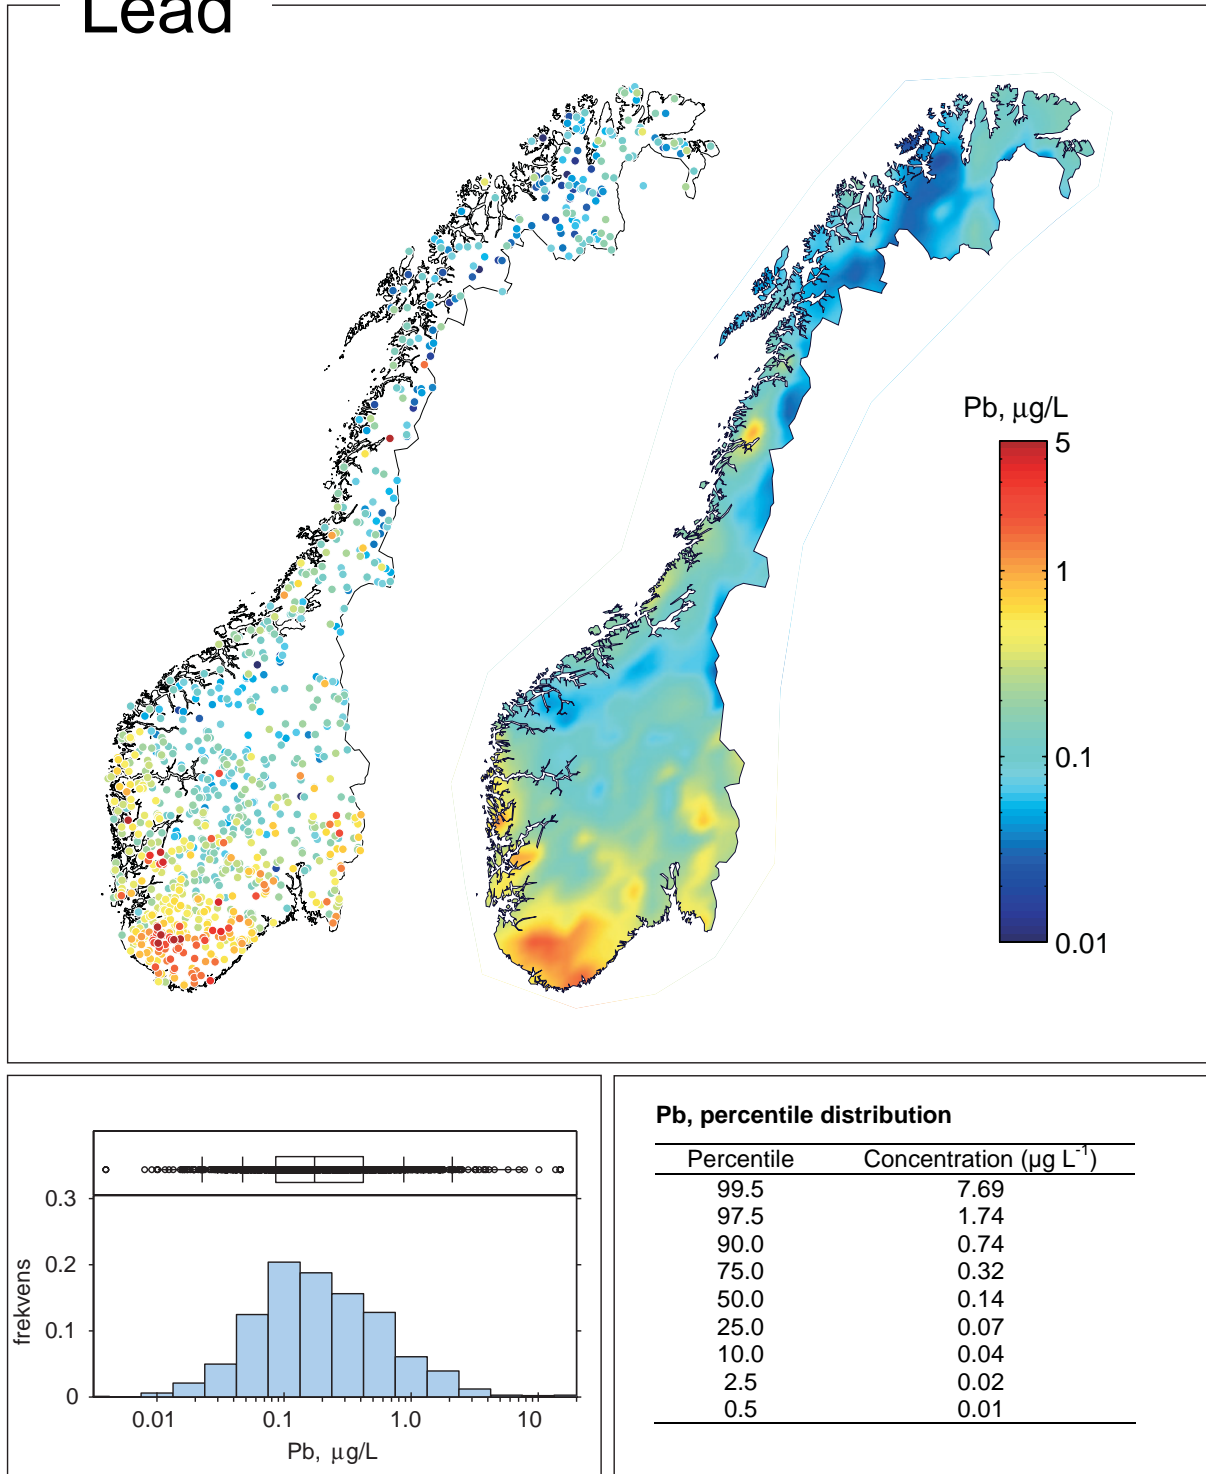 Lead
Pb, μg/L
5
1
0.1
0.01
0.3
0.2
0.1
0
frekvens
0.01 0.1 1.0 10
Pb, μg/L
Pb, percentile distribution
Percentile Concentration (μg L⁻¹)
99.5 7.69
97.5 1.74
90.0 0.74
75.0 0.32
50.0 0.14
25.0 0.07
10.0 0.04
2.5 0.02
0.5 0.01